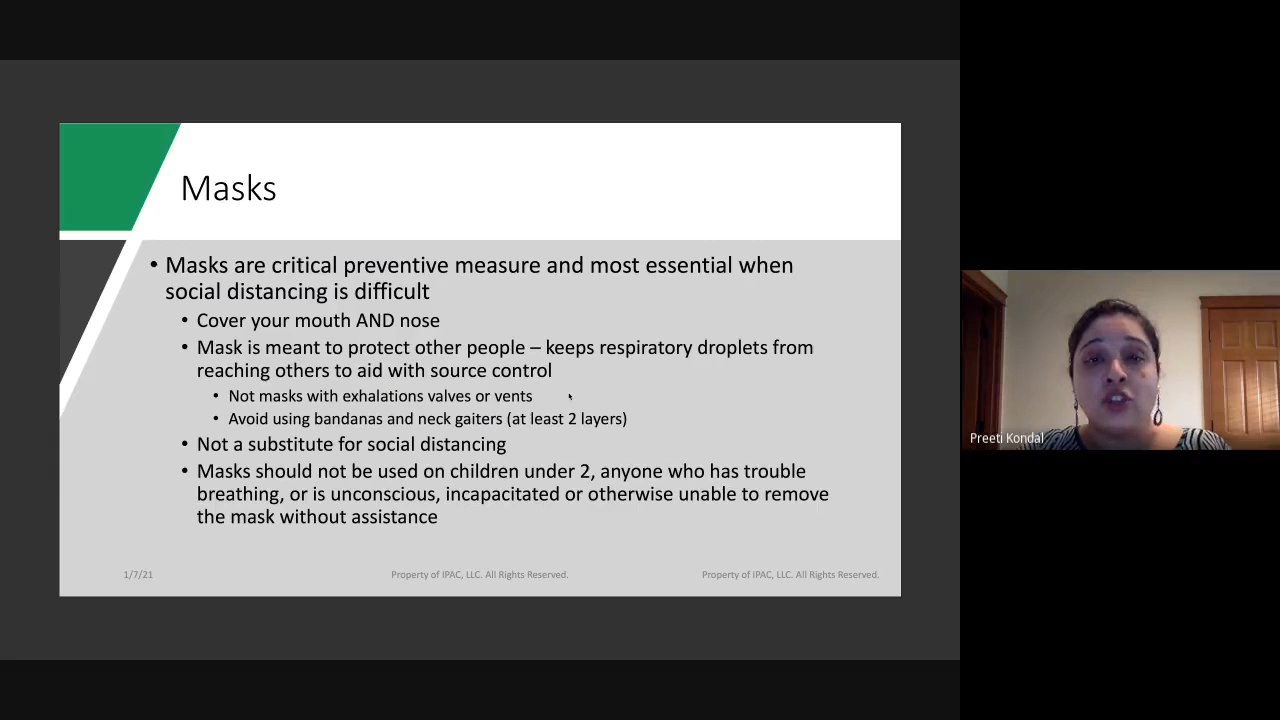 Masks
• Masks are critical preventive measure and most essential when
social distancing is difficult
• Cover your mouth AND nose
• Mask is meant to protect other people – keeps respiratory droplets from
reaching others to aid with source control
• Not masks with exhalations valves or vents
• Avoid using bandanas and neck gaiters (at least 2 layers)
• Not a substitute for social distancing
• Masks should not be used on children under 2, anyone who has trouble
breathing, or is unconscious, incapacitated or otherwise unable to remove
the mask without assistance
1/7/21
Property of IPAC, LLC. All Rights Reserved.
Property of IPAC, LLC. All Rights Reserved.
Preeti Kondal